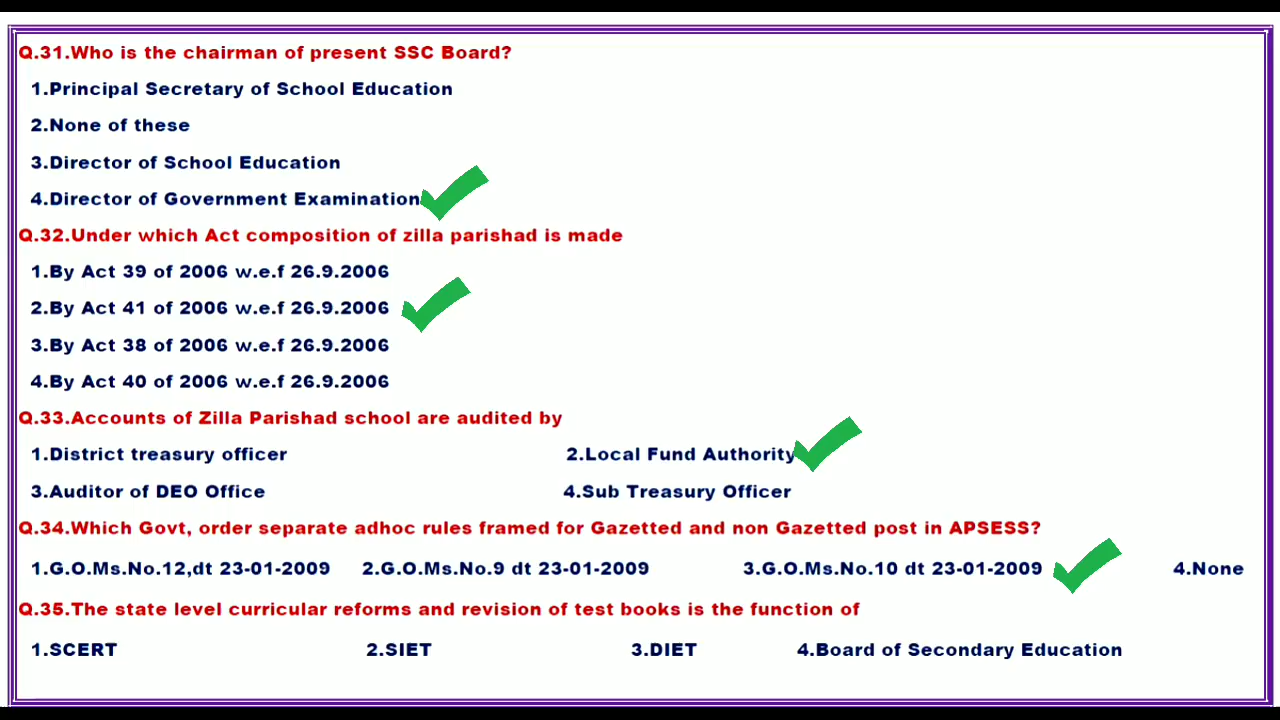 Q.31.Who is the chairman of present SSC Board?
1.Principal Secretary of School Education
2.None of these
3.Director of School Education
4.Director of Government Examination
Q.32.Under which Act composition of zilla parishad is made
1.By Act 39 of 2006 w.e.f 26.9.2006
2.By Act 41 of 2006 w.e.f 26.9.2006
3.By Act 38 of 2006 w.e.f 26.9.2006
4.By Act 40 of 2006 w.e.f 26.9.2006
Q.33.Accounts of Zilla Parishad school are audited by
1.District treasury officer 2.Local Fund Authority
3.Auditor of DEO Office 4.Sub Treasury Officer
Q.34.Which Govt, order separate adhoc rules framed for Gazetted and non Gazetted post in APSESS?
1.G.O.Ms.No.12,dt 23-01-2009 2.G.O.Ms.No.9 dt 23-01-2009 3.G.O.Ms.No.10 dt 23-01-2009 4.None
Q.35.The state level curricular reforms and revision of test books is the function of
1.SCERT 2.SIET 3.DIET 4.Board of Secondary Education